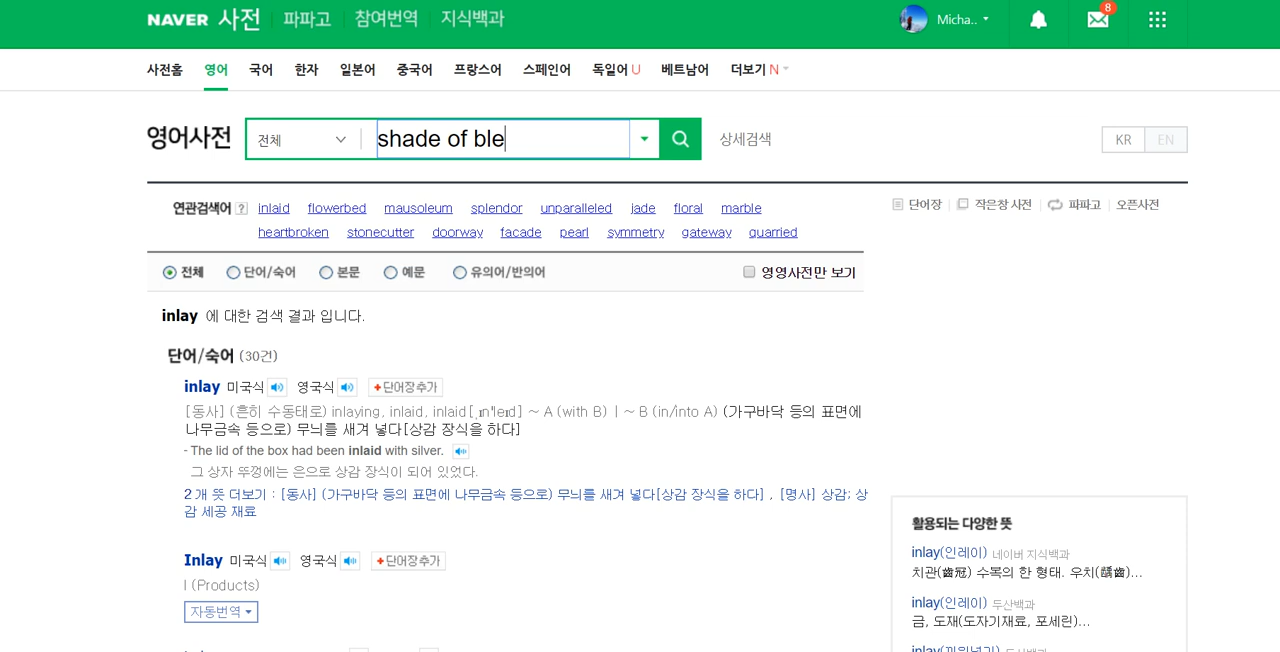 NAVER 사전 파파고 참여번역 지식백과 Micha.. 8
사전홈 영어 국어 한자 일본어 중국어 프랑스어 스페인어 독일어 U 베트남어 더보기 N
영어사전 전체 shade of ble 상세검색 KR EN
연관검색어 ? inlaid flowerbed mausoleum splendor unparalleled jade floral marble
heartbroken stonecutter doorway facade pearl symmetry gateway quarried
단어장 작은창 사전 파파고 오픈사전
전체 단어/숙어 본문 예문 유의어/반의어 영영사전만 보기
inlay 에 대한 검색 결과 입니다.
단어/숙어 (30건)
inlay 미국식 영국식 +단어장추가
[동사] (흔히 수동태로) inlaying, inlaid, inlaid[ˌɪn'leɪd] ~ A (with B) | ~ B (in/into A) (가구바닥 등의 표면에
나무금속 등으로) 무늬를 새겨 넣다[상감 장식을 하다]
- The lid of the box had been inlaid with silver.
그 상자 뚜껑에는 은으로 상감 장식이 되어 있었다.
2개 뜻 더보기 : [동사] (가구바닥 등의 표면에 나무금속 등으로) 무늬를 새겨 넣다[상감 장식을 하다] , [명사] 상감; 상
감 세공 재료
Inlay 미국식 영국식 +단어장추가
I (Products)
자동번역
활용되는 다양한 뜻
inlay(인레이) 네이버 지식백과
치관(齒冠) 수복의 한 형태. 우치(齲齒)...
inlay(인레이) 두산백과
금, 도재(도자기재료, 포세린)...